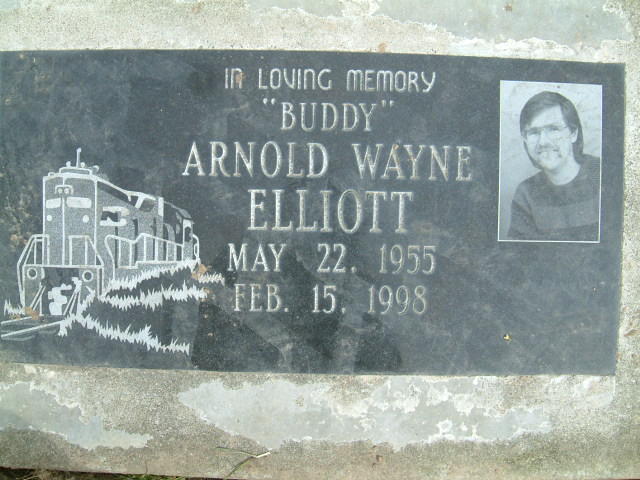 IN LOVING MEMORY
"BUDDY"
ARNOLD WAYNE
ELLIOTT
MAY 22, 1955
FEB. 15, 1998